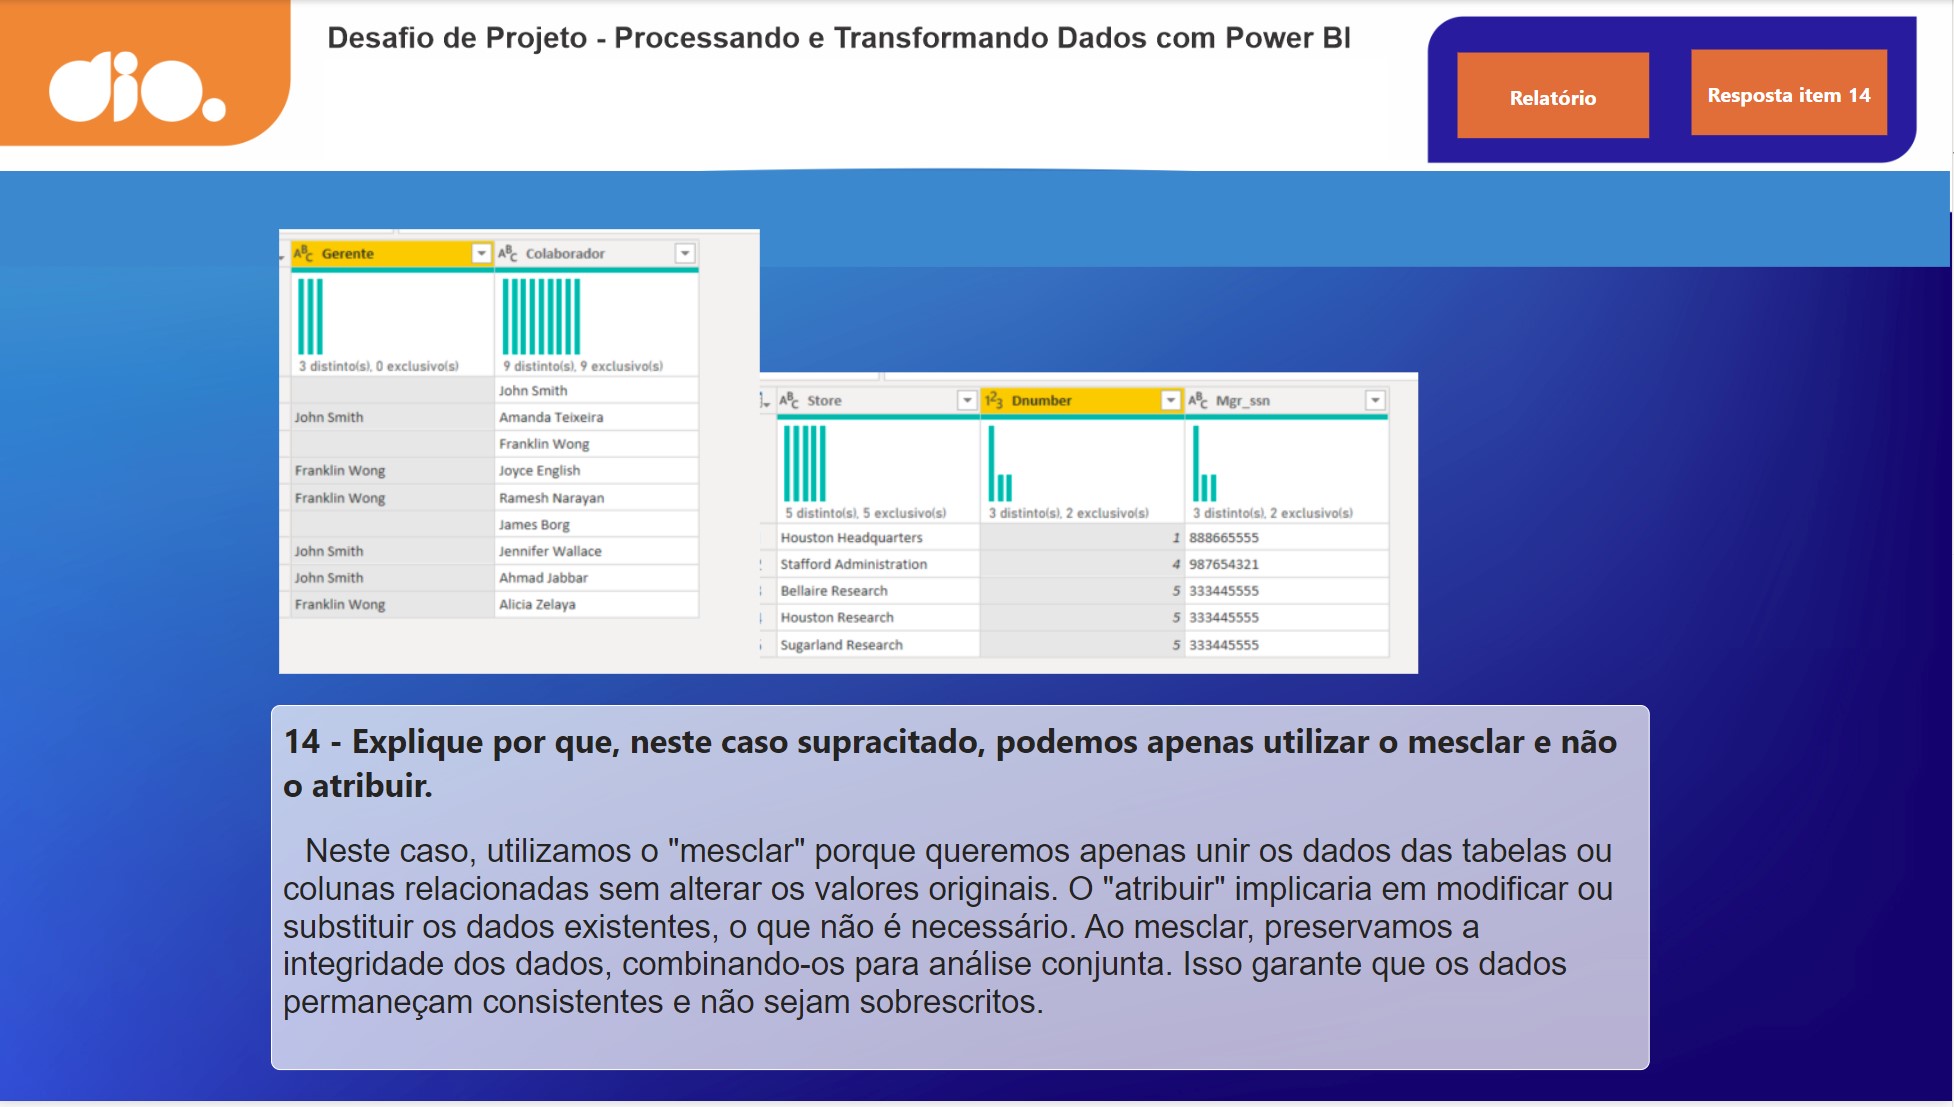 dio.
Desafio de Projeto - Processando e Transformando Dados com Power BI
Relatório
Resposta item 14
ABC Gerente
ABC Colaborador
3 distinto(s), 0 exclusivo(s)
9 distinto(s), 9 exclusivo(s)
John Smith
John Smith Amanda Teixeira
Franklin Wong
Franklin Wong Joyce English
Franklin Wong Ramesh Narayan
James Borg
John Smith Jennifer Wallace
John Smith Ahmad Jabbar
Franklin Wong Alicia Zelaya
ABC Store
123 Dnumber
ABC Mgr_ssn
5 distinto(s), 5 exclusivo(s)
3 distinto(s), 2 exclusivo(s)
3 distinto(s), 2 exclusivo(s)
Houston Headquarters 1 888665555
Stafford Administration 4 987654321
Bellaire Research 5 333445555
Houston Research 5 333445555
Sugarland Research 5 333445555
14 - Explique por que, neste caso supracitado, podemos apenas utilizar o mesclar e não
o atribuir.
Neste caso, utilizamos o "mesclar" porque queremos apenas unir os dados das tabelas ou
colunas relacionadas sem alterar os valores originais. O "atribuir" implicaria em modificar ou
substituir os dados existentes, o que não é necessário. Ao mesclar, preservamos a
integridade dos dados, combinando-os para análise conjunta. Isso garante que os dados
permaneçam consistentes e não sejam sobrescritos.